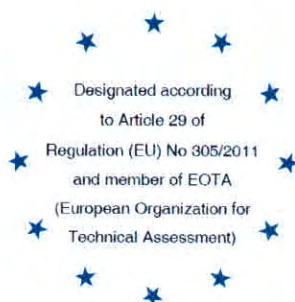 Designated according
to Article 29 of
Regulation (EU) No 305/2011
and member of EOTA
(European Organization for
Technical Assessment)